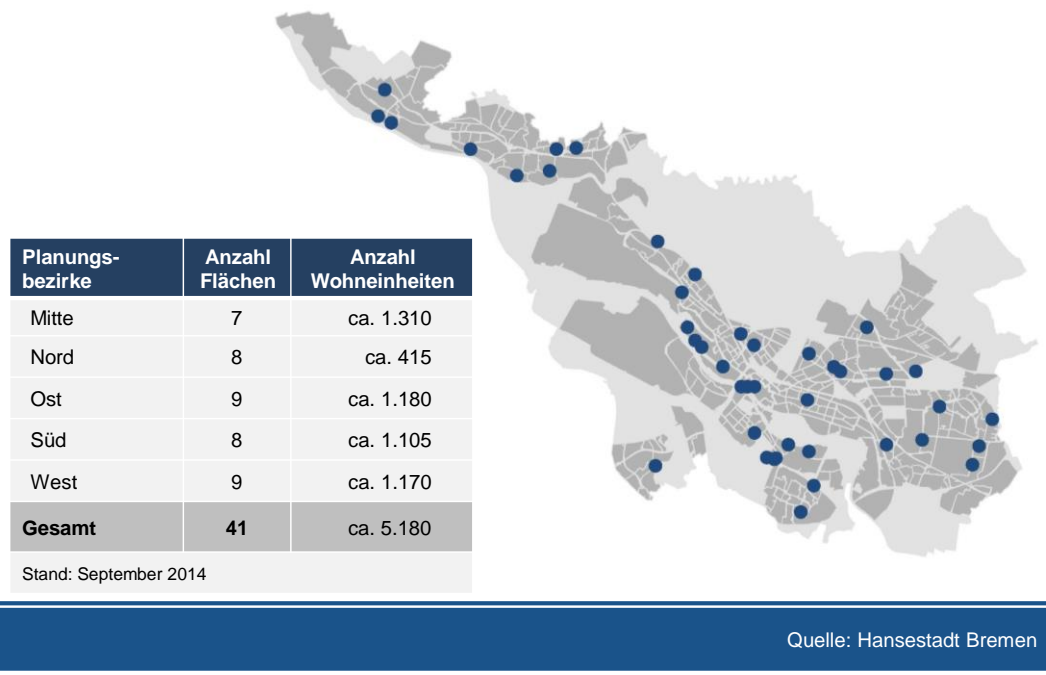 Planungs- Anzahl Anzahl
bezirke Flächen Wohneinheiten
Mitte 7 ca. 1.310
Nord 8 ca. 415
Ost 9 ca. 1.180
Süd 8 ca. 1.105
West 9 ca. 1.170
Gesamt 41 ca. 5.180
Stand: September 2014
Quelle: Hansestadt Bremen